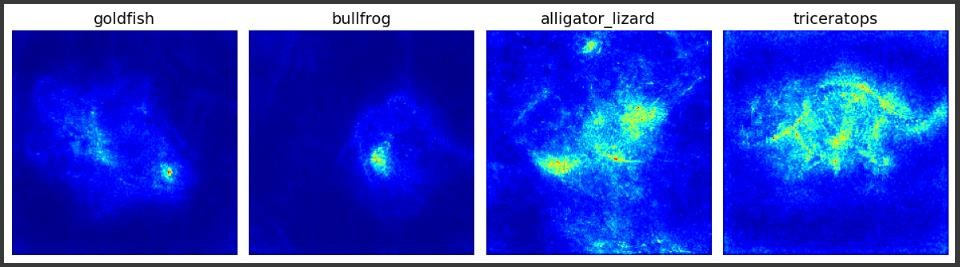 goldfish
bullfrog
alligator_lizard
triceratops